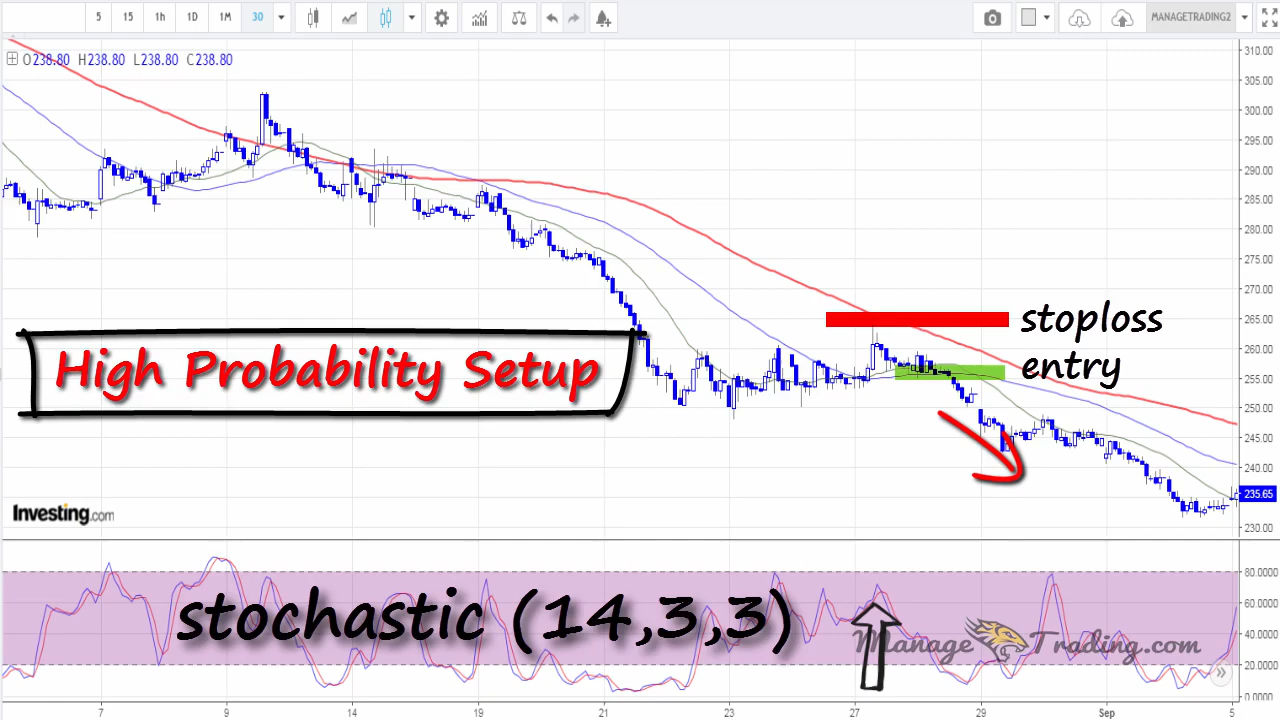 5 15 1h 1D 1M 30 MANAGETRADING2
O238.80 H238.80 L238.80 C238.80
310.00
305.00
300.00
295.00
290.00
285.00
280.00
275.00
270.00
265.00
260.00
255.00
250.00
245.00
240.00
235.65
230.00
stoploss
entry
High Probability Setup
Investing.com
80.0000
60.0000
40.0000
20.0000
0.0000
stochastic (14,3,3)
Manage Trading.com
7 9 14 19 21 23 27 29 Sep 5